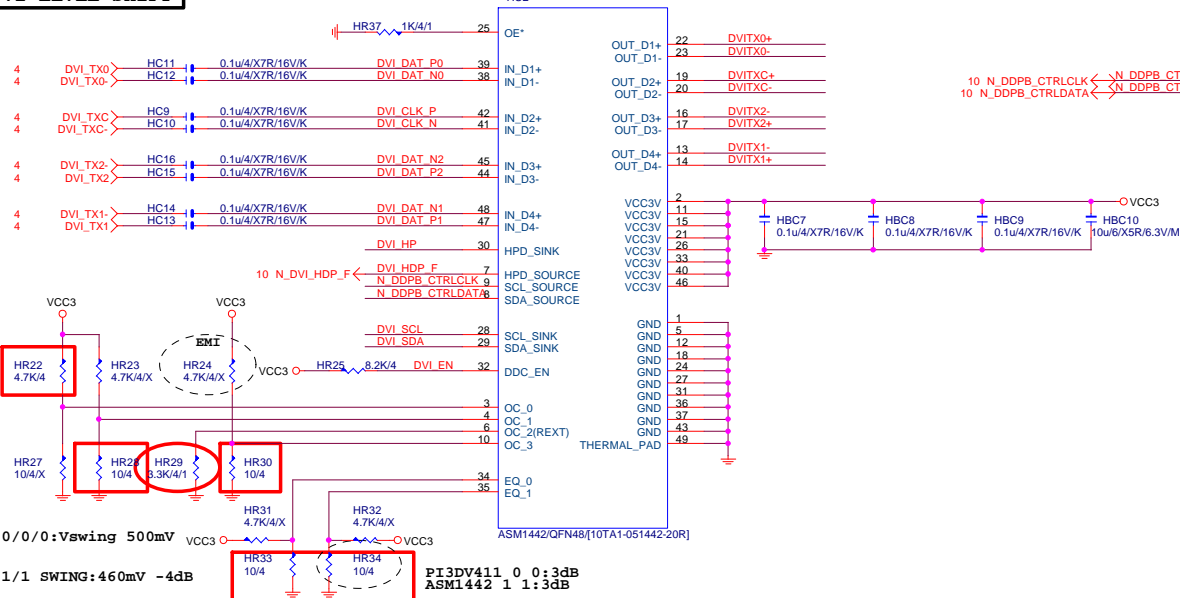 HR37 1K/4/1 25 OE*
4 DVI_TX0 HC11 0.1u/4/X7R/16V/K DVI_DAT_P0 39 IN_D1+
4 DVI_TX0- HC12 0.1u/4/X7R/16V/K DVI_DAT_N0 38 IN_D1-
4 DVI_TXC HC9 0.1u/4/X7R/16V/K DVI_CLK_P 42 IN_D2+
4 DVI_TXC- HC10 0.1u/4/X7R/16V/K DVI_CLK_N 41 IN_D2-
4 DVI_TX2- HC16 0.1u/4/X7R/16V/K DVI_DAT_N2 45 IN_D3+
4 DVI_TX2 HC15 0.1u/4/X7R/16V/K DVI_DAT_P2 44 IN_D3-
4 DVI_TX1- HC14 0.1u/4/X7R/16V/K DVI_DAT_N1 48 IN_D4+
4 DVI_TX1 HC13 0.1u/4/X7R/16V/K DVI_DAT_P1 47 IN_D4-
DVI_HP 30 HPD_SINK
10 N_DVI_HDP_F DVI_HDP_F 7 HPD_SOURCE
N_DDPB_CTRLCLK 9 SCL_SOURCE
N_DDPB_CTRLDATA 8 SDA_SOURCE
DVI_SCL 28 SCL_SINK
DVI_SDA 29 SDA_SINK
VCC3 HR25 8.2K/4 DVI_EN 32 DDC_EN
3 OC_0
4 OC_1
6 OC_2(REXT)
10 OC_3
34 EQ_0
35 EQ_1
OUT_D1+ 22 DVITX0+
OUT_D1- 23 DVITX0-
OUT_D2+ 19 DVITXC+
OUT_D2- 20 DVITXC-
OUT_D3+ 16 DVITX2-
OUT_D3- 17 DVITX2+
OUT_D4+ 13 DVITX1-
OUT_D4- 14 DVITX1+
10 N_DDPB_CTRLCLK
10 N_DDPB_CTRLDATA
VCC3V 2
VCC3V 11
VCC3V 15
VCC3V 21
VCC3V 26
VCC3V 33
VCC3V 40
VCC3V 46
VCC3
HBC7
0.1u/4/X7R/16V/K
HBC8
0.1u/4/X7R/16V/K
HBC9
0.1u/4/X7R/16V/K
HBC10
10u/6/X5R/6.3V/M
GND 1
GND 5
GND 12
GND 18
GND 24
GND 27
GND 31
GND 36
GND 37
GND 43
THERMAL_PAD 49
VCC3
VCC3
EMI
HR22
4.7K/4
HR23
4.7K/4/X
HR24
4.7K/4/X
HR27
10/4/X
HR28
10/4
HR29
3.3K/4/1
HR30
10/4
HR31
4.7K/4/X
HR32
4.7K/4/X
VCC3
VCC3
HR33
10/4
HR34
10/4
ASM1442/QFN48/[10TA1-051442-20R]
0/0/0:Vswing 500mV
1/1 SWING:460mV -4dB
PI3DV411 0 0:3dB
ASM1442 1 1:3dB